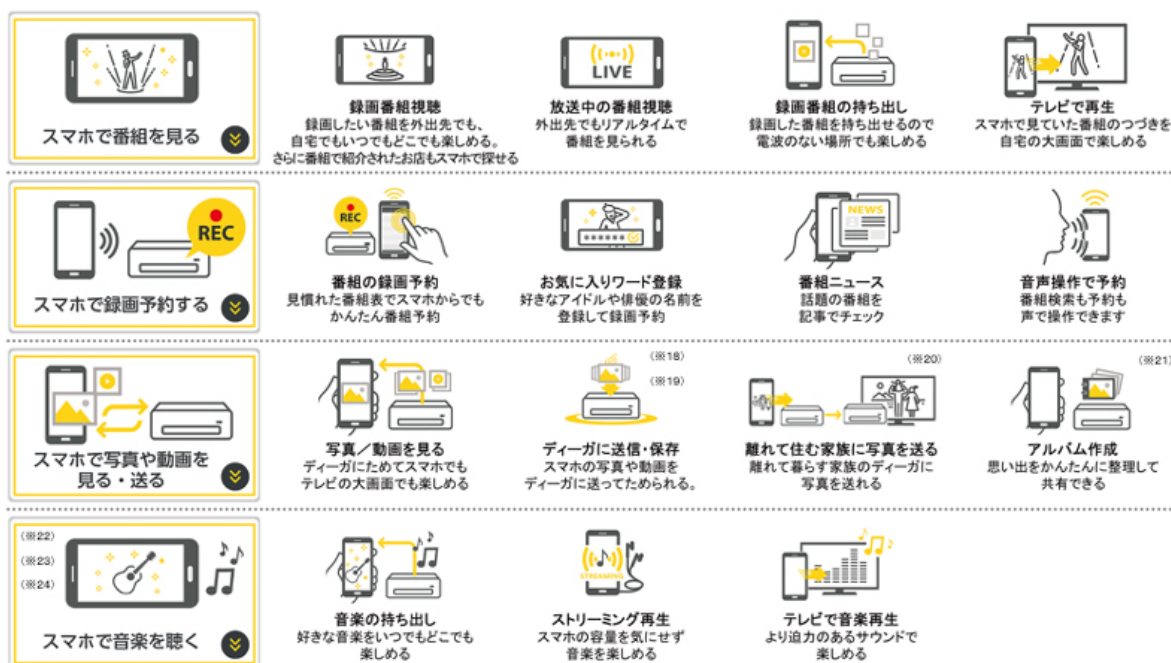 スマホで番組を見る
LIVE
録画番組視聴
録画したい番組を外出先でも、
自宅でもいつでもどこでも楽しめる。
さらに番組で紹介されたお店もスマホで探せる
放送中の番組視聴
外出先でもリアルタイムで
番組を見られる
録画番組の持ち出し
録画した番組を持ち出せるので
電波のない場所でも楽しめる
テレビで再生
スマホで見ていた番組のつづきを
自宅の大画面で楽しめる
REC
スマホで録画予約する
REC
番組の録画予約
見慣れた番組表でスマホからでも
かんたん番組予約
お気に入りワード登録
好きなアイドルや俳優の名前を
登録して録画予約
NEWS
番組ニュース
話題の番組を
記事でチェック
音声操作で予約
番組検索も予約も
声で操作できます
スマホで写真や動画を
見る・送る
写真／動画を見る
ディーガにためてスマホでも
テレビの大画面でも楽しめる
(※18)
(※19)
ディーガに送信・保存
スマホの写真や動画を
ディーガに送ってためられる。
(※20)
離れて住む家族に写真を送る
離れて暮らす家族のディーガに
写真を送れる
(※21)
アルバム作成
思い出をかんたんに整理して
共有できる
(※22)
(※23)
(※24)
スマホで音楽を聴く
音楽の持ち出し
好きな音楽をいつでもどこでも
楽しめる
STREAMING
ストリーミング再生
スマホの容量を気にせず
音楽を楽しめる
テレビで音楽再生
より迫力のあるサウンドで
楽しめる